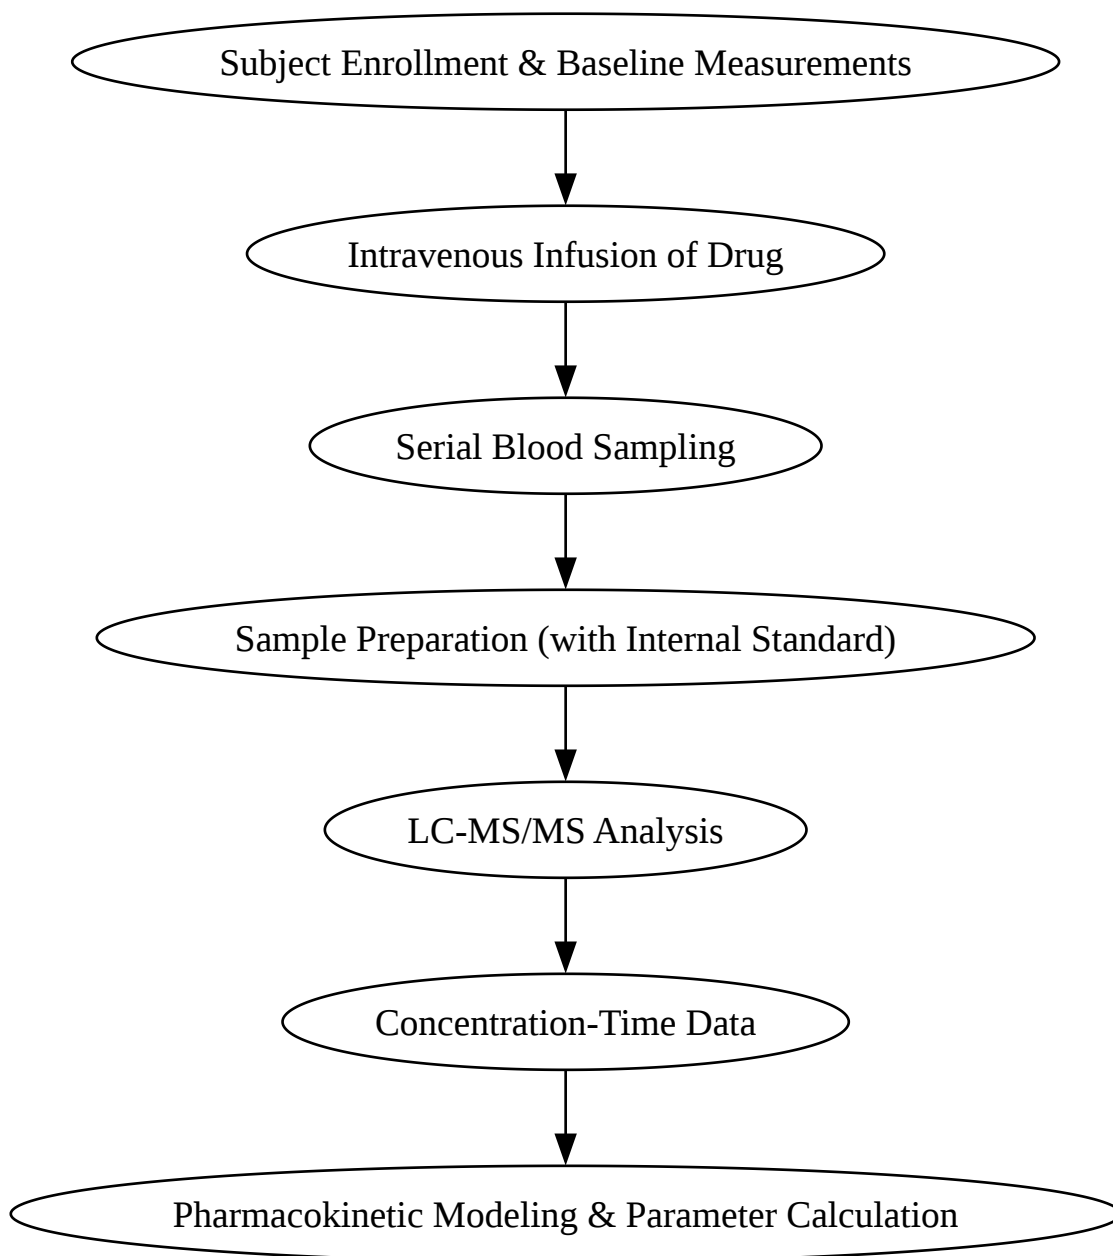 Subject Enrollment & Baseline Measurements
Intravenous Infusion of Drug
Serial Blood Sampling
Sample Preparation (with Internal Standard)
LC-MS/MS Analysis
Concentration-Time Data
Pharmacokinetic Modeling & Parameter Calculation